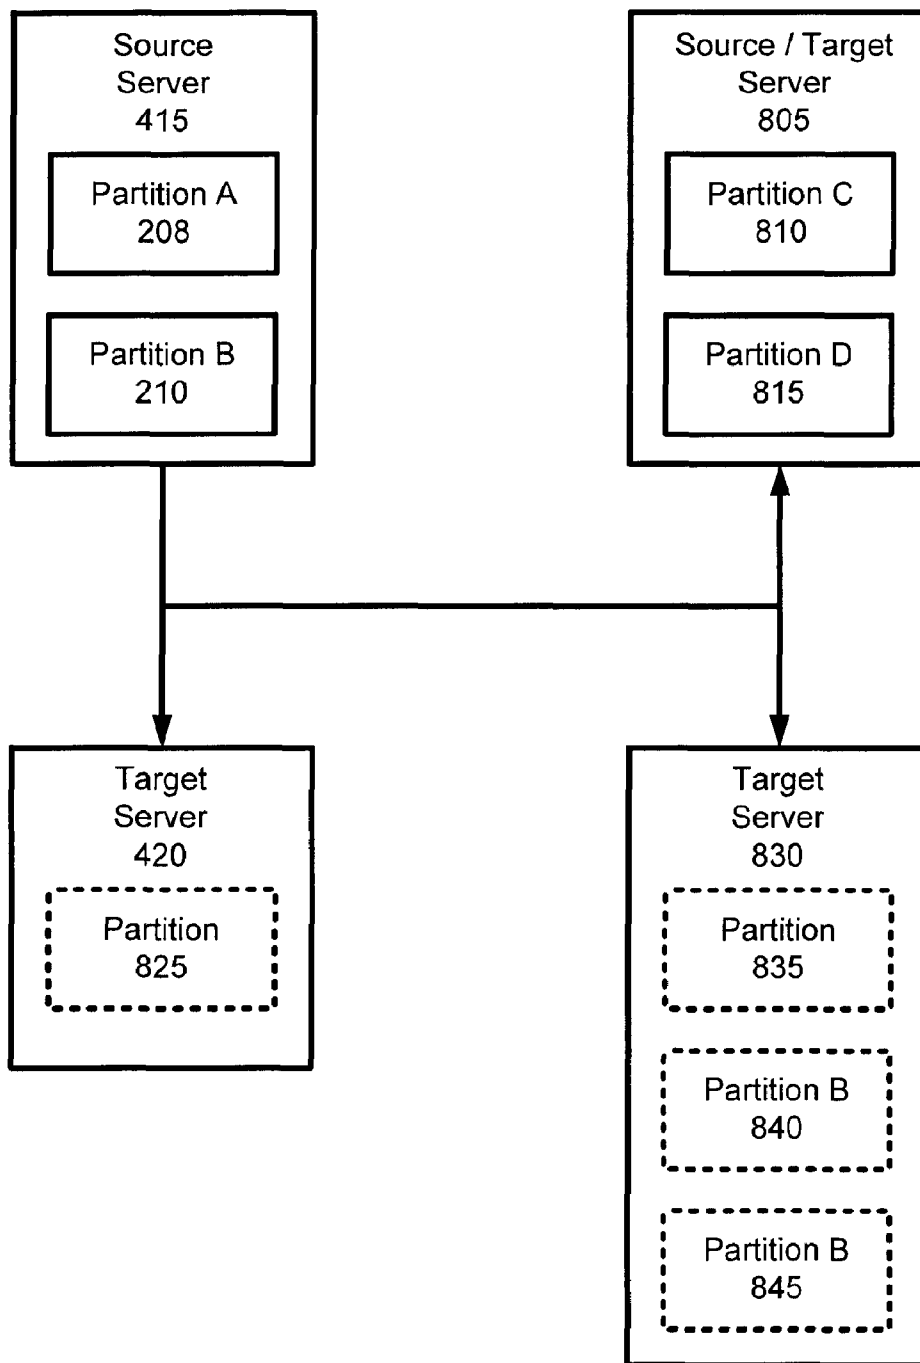 Source
Server
415
Partition A
208
Partition B
210
Source / Target
Server
805
Partition C
810
Partition D
815
Target
Server
420
Partition
825
Target
Server
830
Partition
835
Partition B
840
Partition B
845